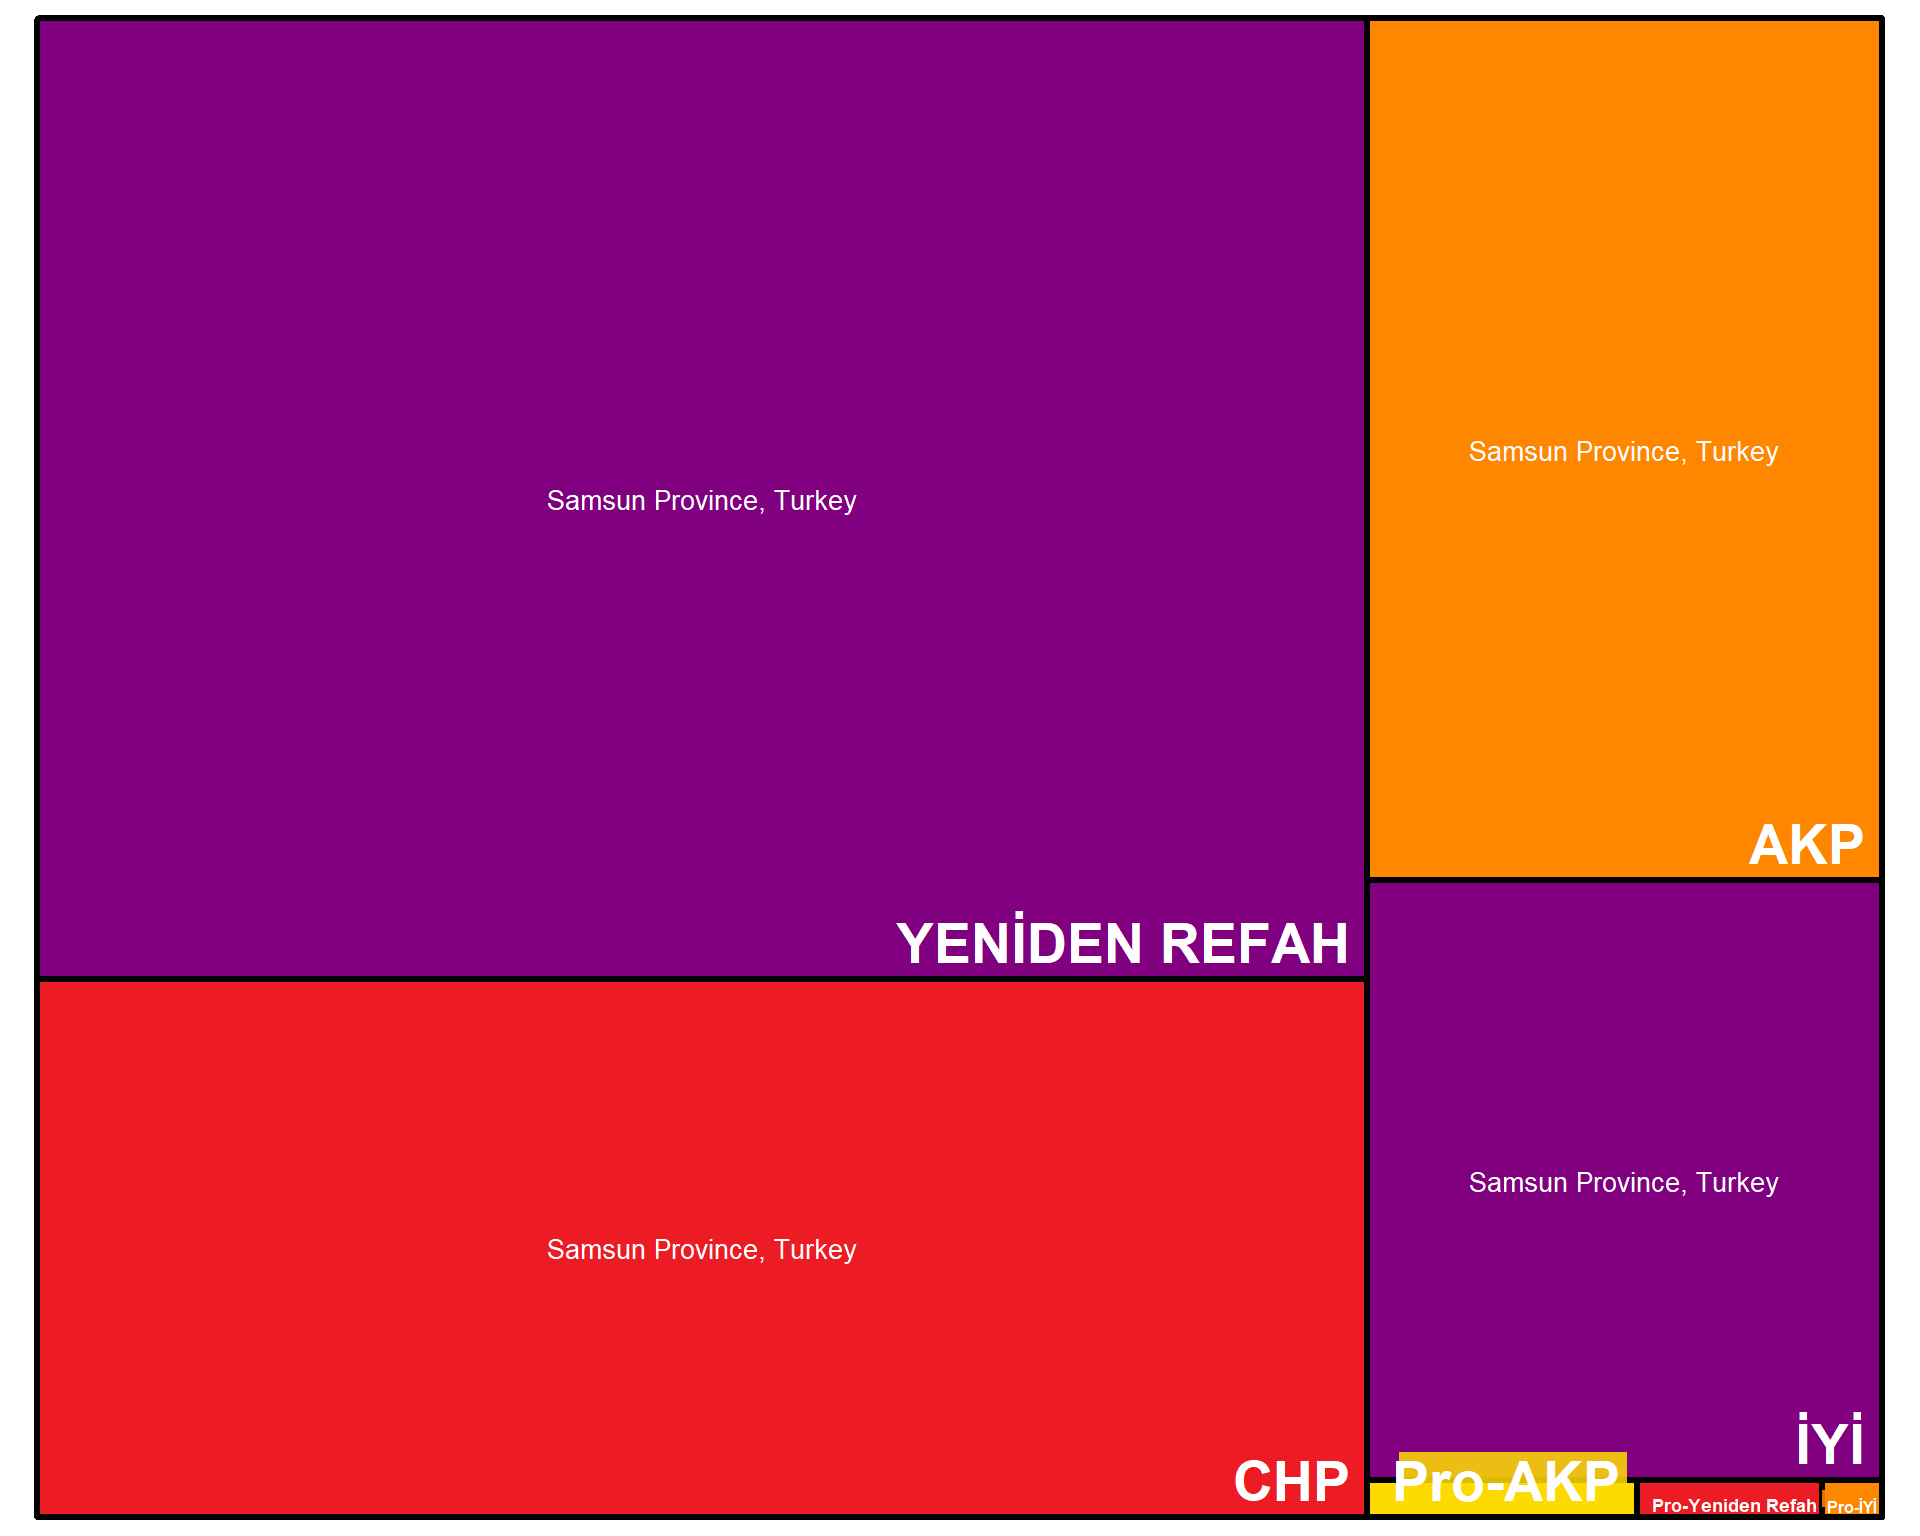 Samsun Province, Turkey
YENİDEN REFAH
Samsun Province, Turkey
CHP
Samsun Province, Turkey
AKP
Samsun Province, Turkey
İYİ
Pro-AKP
Pro-Yeniden Refah
Pro-İYİ